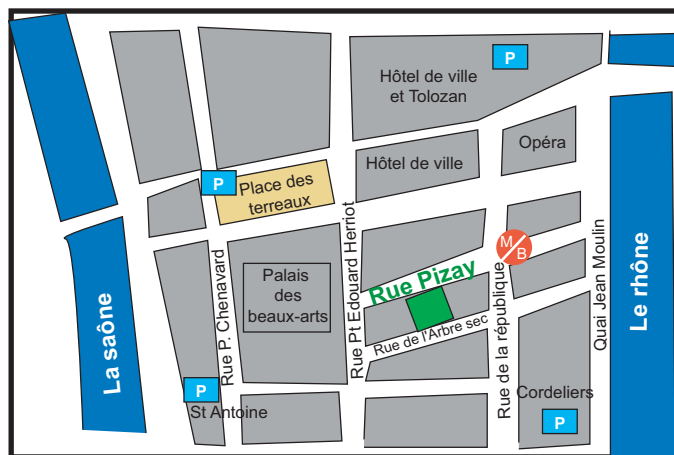 P
Hôtel de ville
et Tolozan
Opéra
Hôtel de ville
P
Place des
terreaux
M
B
Rue Pizay
Palais
des
beaux-arts
Rue de l'Arbre sec
La saône
Rue P. Chenavard
Rue Pt Edouard Herriot
Rue de la république
Quai Jean Moulin
Le rhône
P
St Antoine
Cordeliers
P